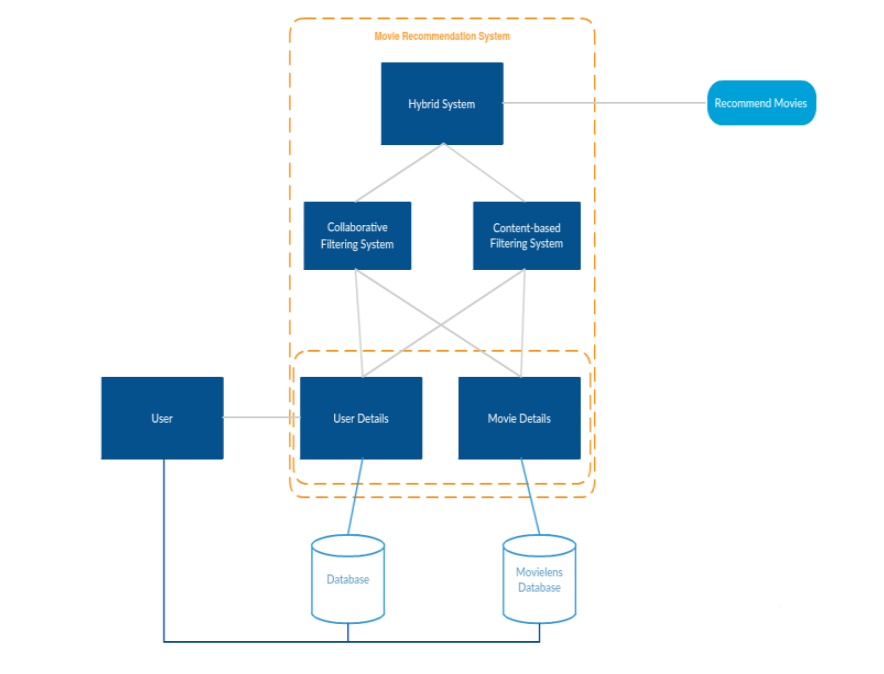 Movie Recommendation System
Hybrid System
Recommend Movies
Collaborative
Filtering System
Content-based
Filtering System
User
User Details
Movie Details
Database
Movielens
Database